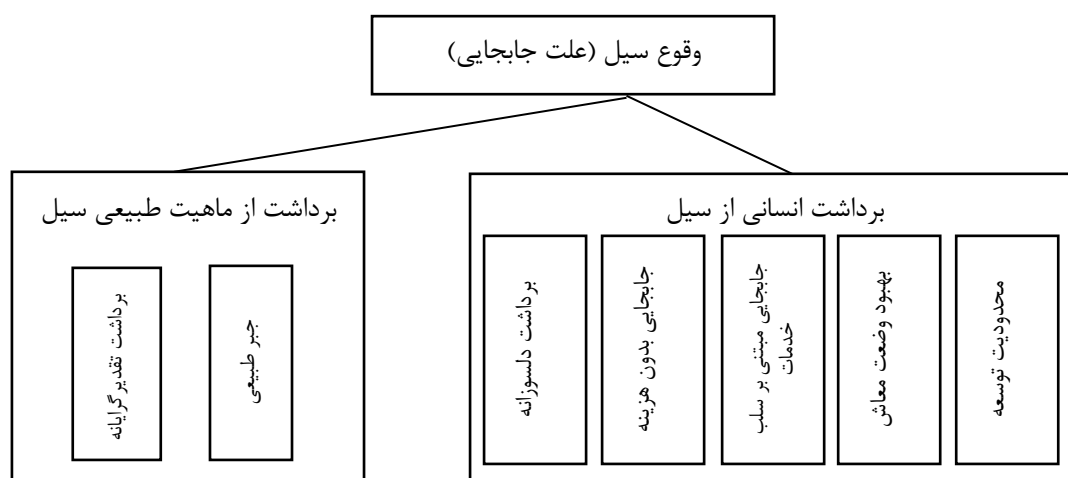 وقوع سیل (علت جابجایی)
برداشت انسانی از سیل
محدودیت توسعه
بهبود وضعت معاش
جابجایی مبتنی بر سلب
خدمات
جابجایی بدون هزینه
برداشت دلسوزانه
برداشت از ماهیت طبیعی سیل
جبر طبیعی
برداشت تقدیرگرایانه